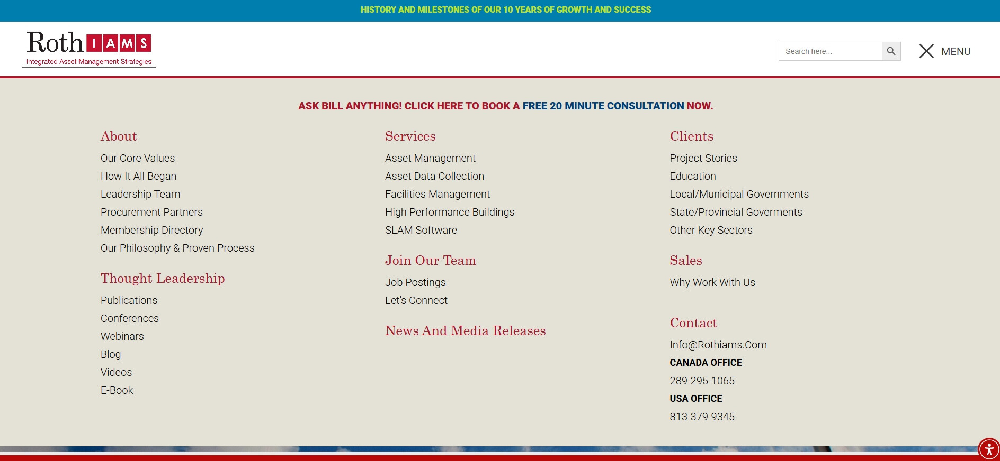 HISTORY AND MILESTONES OF OUR 10 YEARS OF GROWTH AND SUCCESS
Roth IAMS
Integrated Asset Management Strategies
Search here...
MENU
ASK BILL ANYTHING! CLICK HERE TO BOOK A FREE 20 MINUTE CONSULTATION NOW.
About
Our Core Values
How It All Began
Leadership Team
Procurement Partners
Membership Directory
Our Philosophy & Proven Process
Thought Leadership
Publications
Conferences
Webinars
Blog
Videos
E-Book
Services
Asset Management
Asset Data Collection
Facilities Management
High Performance Buildings
SLAM Software
Join Our Team
Job Postings
Let’s Connect
News And Media Releases
Clients
Project Stories
Education
Local/Municipal Governments
State/Provincial Goverments
Other Key Sectors
Sales
Why Work With Us
Contact
Info@Rothiams.Com
CANADA OFFICE
289-295-1065
USA OFFICE
813-379-9345